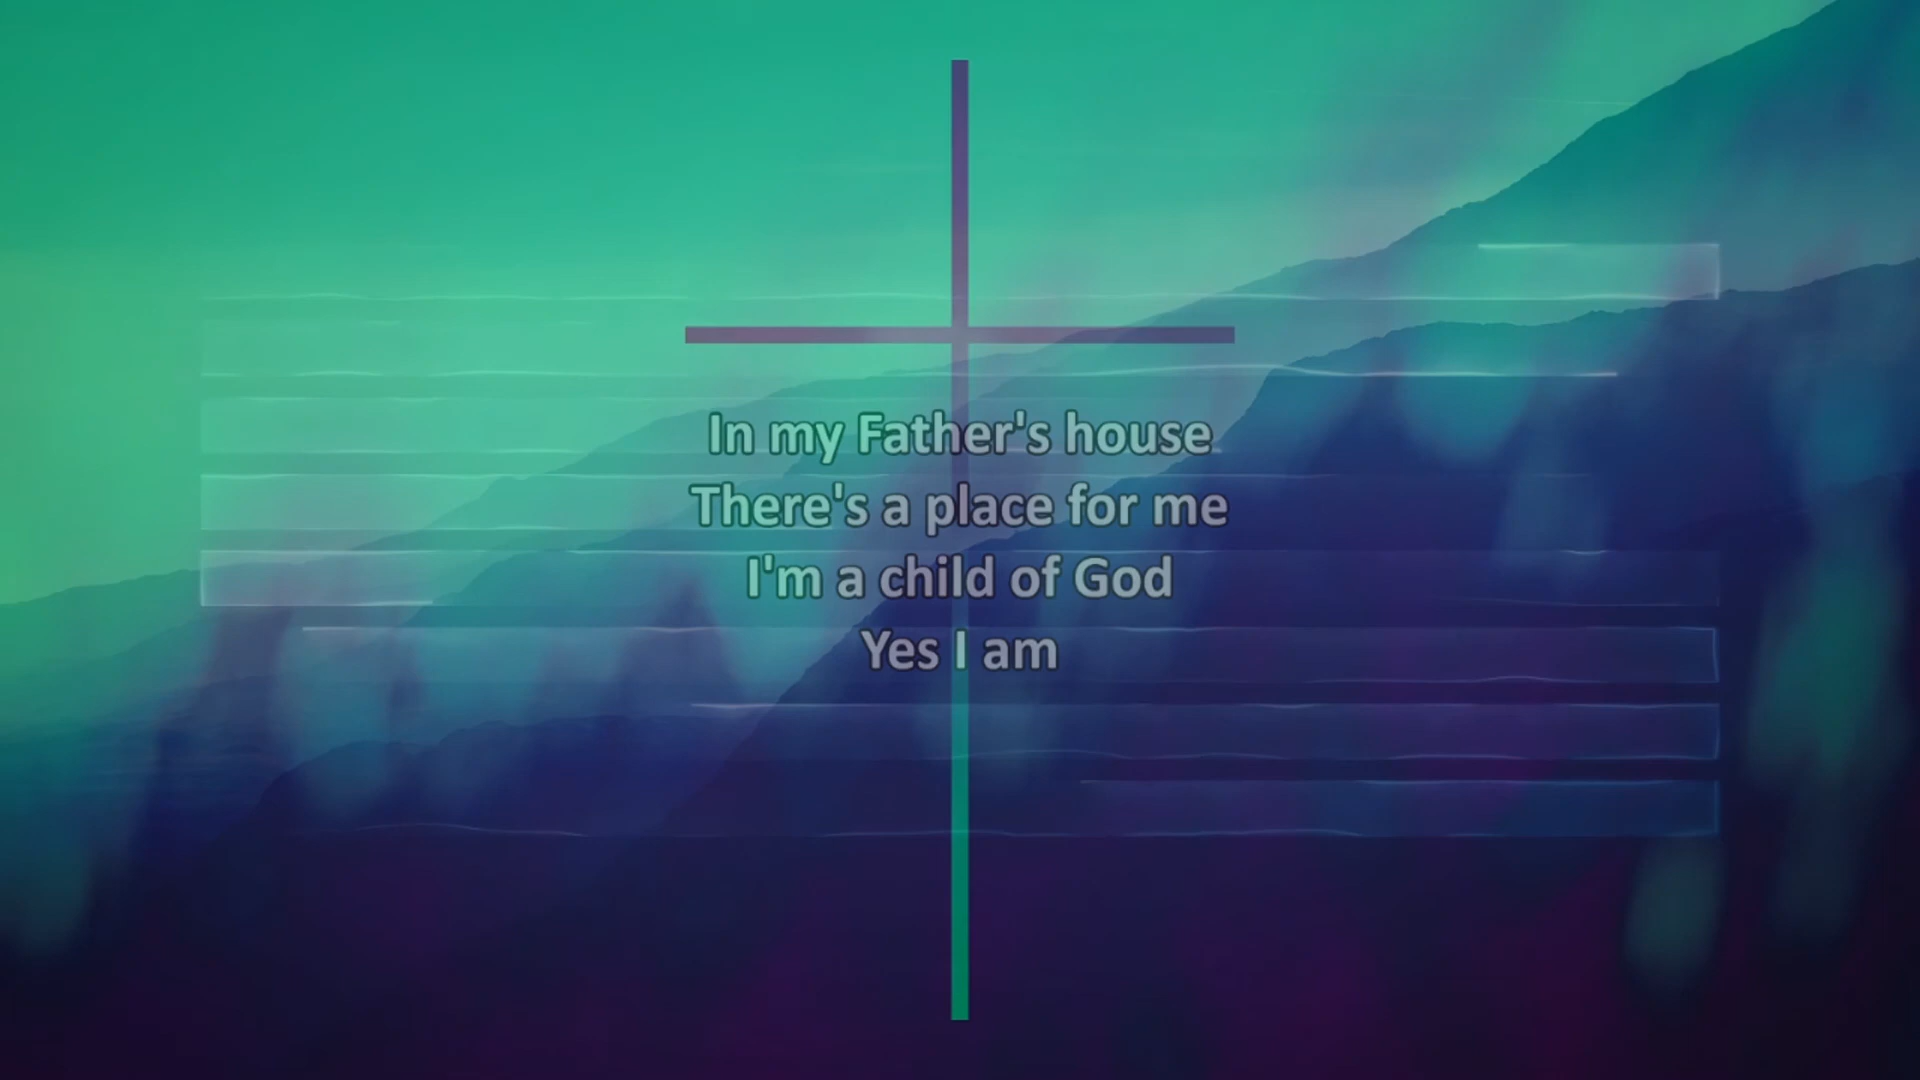 In my Father's house
There's a place for me
I'm a child of God
Yes I am